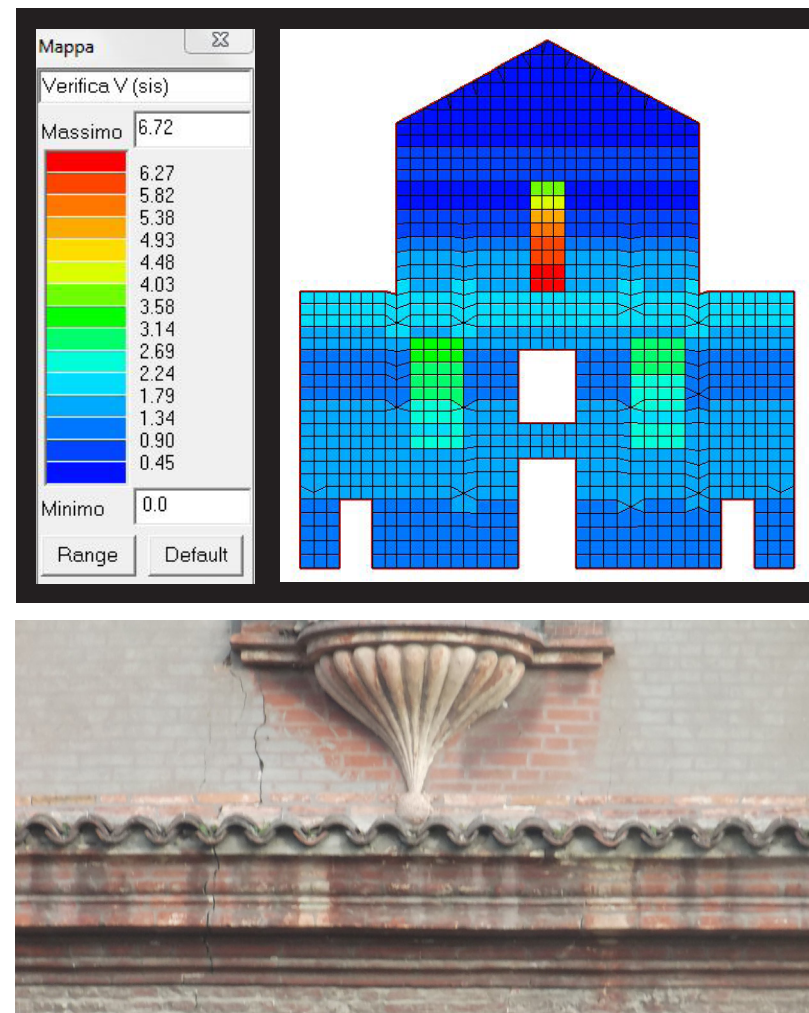 Mappa
Verifica V (sis)
Massimo 6.72
6.27
5.82
5.38
4.93
4.48
4.03
3.58
3.14
2.69
2.24
1.79
1.34
0.90
0.45
Minimo 0.0
Range Default